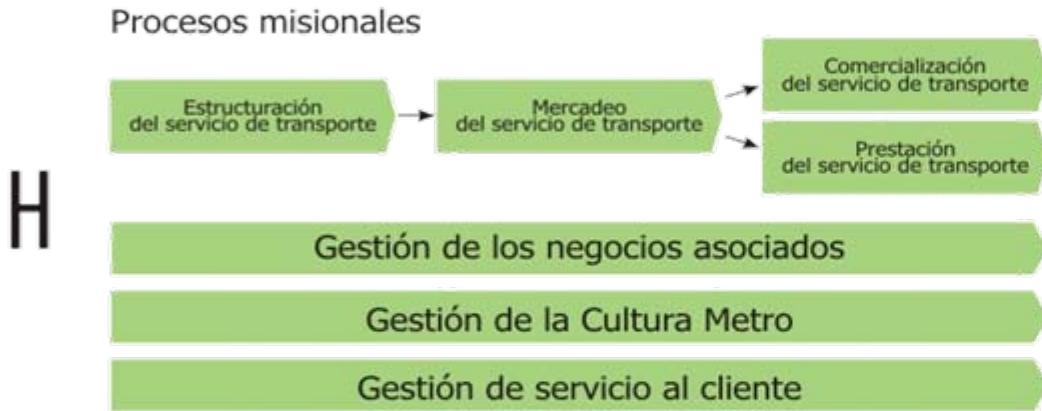 Procesos misionales
Estructuración
del servicio de transporte
Mercadeo
del servicio de transporte
Comercialización
del servicio de transporte
Prestación
del servicio de transporte
H
Gestión de los negocios asociados
Gestión de la Cultura Metro
Gestión de servicio al cliente